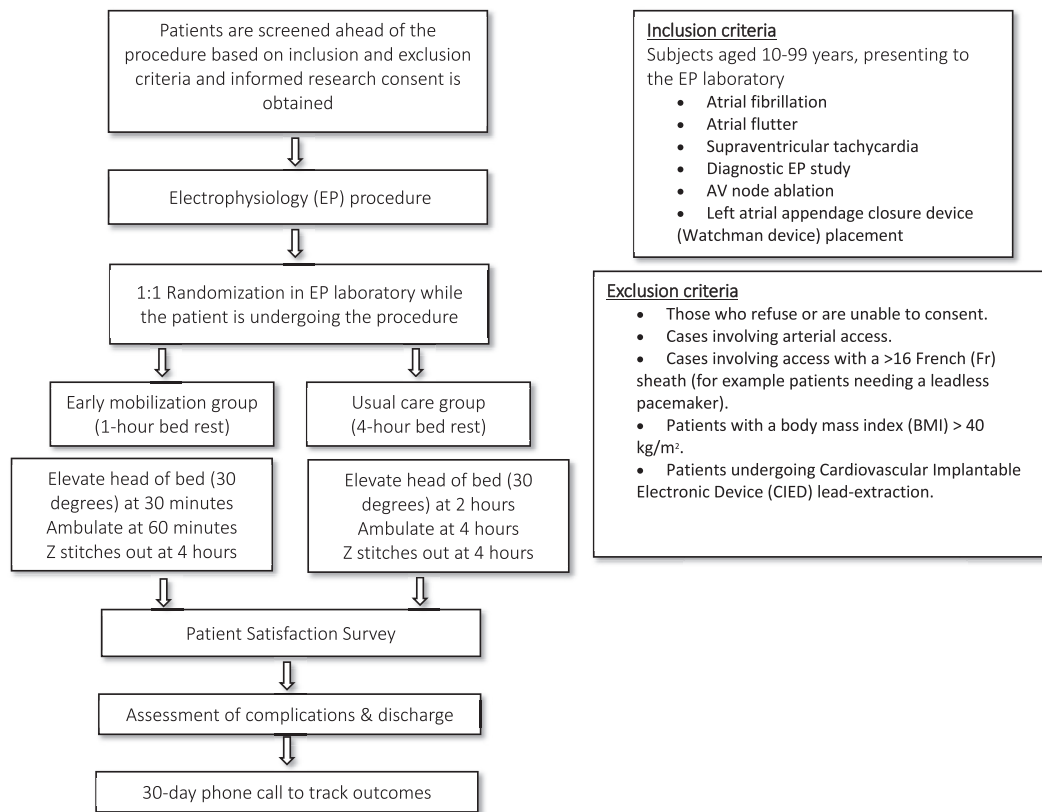 Patients are screened ahead of the
procedure based on inclusion and exclusion
criteria and informed research consent is
obtained
Electrophysiology (EP) procedure
1:1 Randomization in EP laboratory while
the patient is undergoing the procedure
Early mobilization group
(1-hour bed rest)
Usual care group
(4-hour bed rest)
Elevate head of bed (30
degrees) at 30 minutes
Ambulate at 60 minutes
Z stitches out at 4 hours
Elevate head of bed (30
degrees) at 2 hours
Ambulate at 4 hours
Z stitches out at 4 hours
Patient Satisfaction Survey
Assessment of complications & discharge
30-day phone call to track outcomes
Inclusion criteria
Subjects aged 10-99 years, presenting to
the EP laboratory
• Atrial fibrillation
• Atrial flutter
• Supraventricular tachycardia
• Diagnostic EP study
• AV node ablation
• Left atrial appendage closure device
(Watchman device) placement
Exclusion criteria
• Those who refuse or are unable to consent.
• Cases involving arterial access.
• Cases involving access with a >16 French (Fr)
sheath (for example patients needing a leadless
pacemaker).
• Patients with a body mass index (BMI) > 40
kg/m².
• Patients undergoing Cardiovascular Implantable
Electronic Device (CIED) lead-extraction.